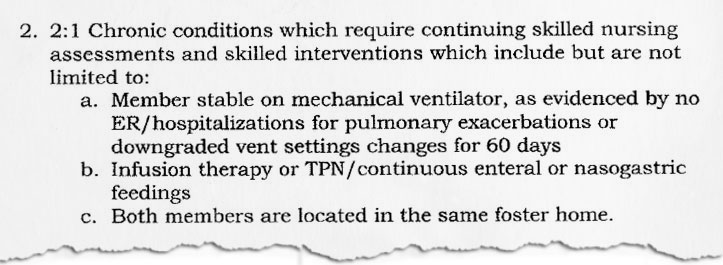 2. 2:1 Chronic conditions which require continuing skilled nursing
assessments and skilled interventions which include but are not
limited to:
a. Member stable on mechanical ventilator, as evidenced by no
ER/hospitalizations for pulmonary exacerbations or
downgraded vent settings changes for 60 days
b. Infusion therapy or TPN/continuous enteral or nasogastric
feedings
c. Both members are located in the same foster home.